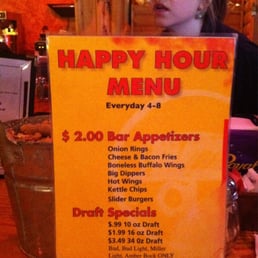 HAPPY HOUR
MENU
Everyday 4-8
$ 2.00 Bar Appetizers
Onion Rings
Cheese & Bacon Fries
Boneless Buffalo Wings
Big Dippers
Hot Wings
Kettle Chips
Slider Burgers
Draft Specials
$.99 10 oz Draft
$1.99 16 oz Draft
$3.49 34 Oz Draft
Bud, Bud Light, Miller
Light, Amber Bock ONLY